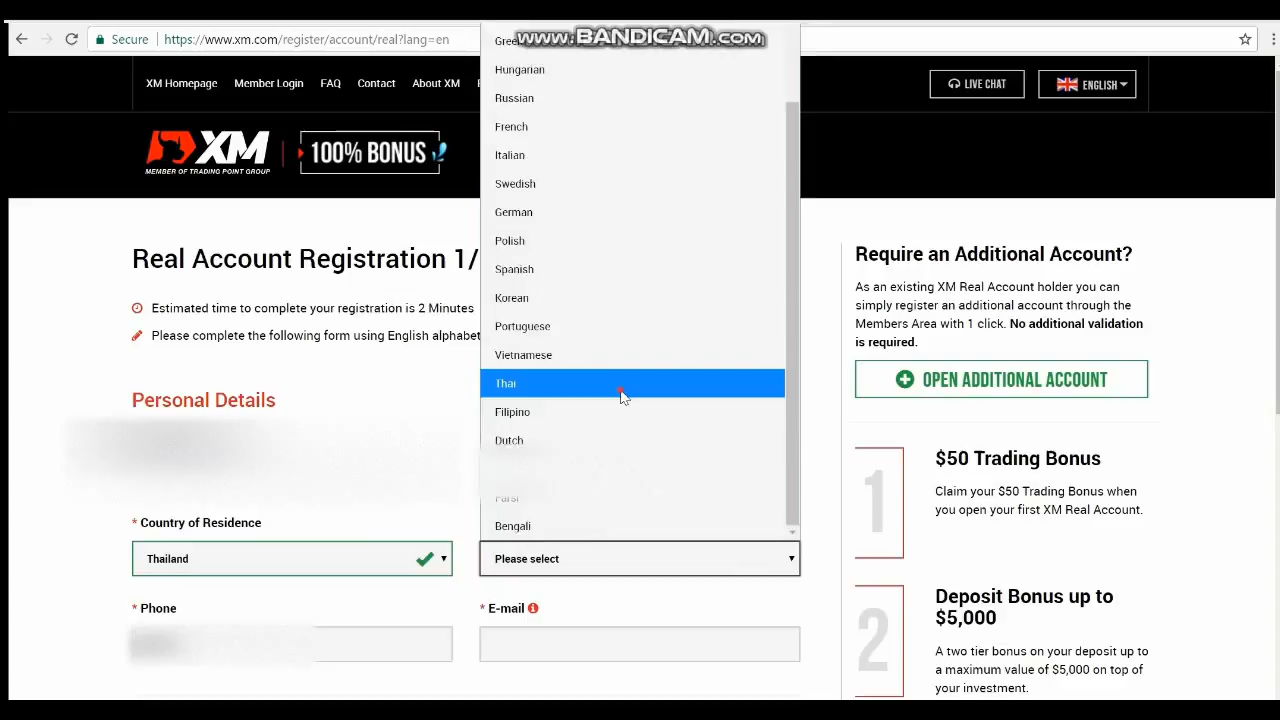 www.BANDICAM.com
Secure
https://www.xm.com/register/account/real?lang=en
XM Homepage
Member Login
FAQ
Contact
About XM
LIVE CHAT
ENGLISH
XM
MEMBER OF TRADING POINT GROUP
100% BONUS
Real Account Registration 1/
Estimated time to complete your registration is 2 Minutes
Please complete the following form using English alphabet
Personal Details
* Country of Residence
Thailand
* Phone
Hungarian
Russian
French
Italian
Swedish
German
Polish
Spanish
Korean
Portuguese
Vietnamese
Thai
Filipino
Dutch
Farsi
Bengali
Please select
* E-mail
Require an Additional Account?
As an existing XM Real Account holder you can
simply register an additional account through the
Members Area with 1 click. No additional validation
is required.
OPEN ADDITIONAL ACCOUNT
1
$50 Trading Bonus
Claim your $50 Trading Bonus when
you open your first XM Real Account.
2
Deposit Bonus up to
$5,000
A two tier bonus on your deposit up to
a maximum value of $5,000 on top of
your investment.